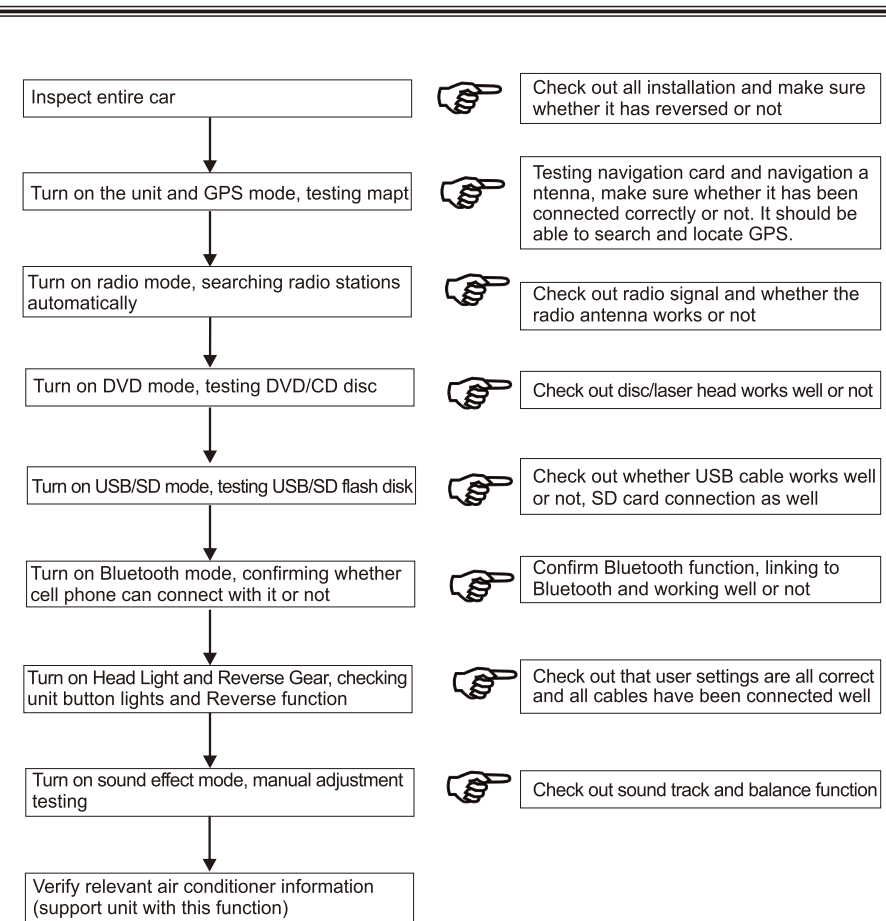 Inspect entire car
Check out all installation and make sure
whether it has reversed or not
Turn on the unit and GPS mode, testing mapt
Testing navigation card and navigation a
ntenna, make sure whether it has been
connected correctly or not. It should be
able to search and locate GPS.
Turn on radio mode, searching radio stations
automatically
Check out radio signal and whether the
radio antenna works or not
Turn on DVD mode, testing DVD/CD disc
Check out disc/laser head works well or not
Turn on USB/SD mode, testing USB/SD flash disk
Check out whether USB cable works well
or not, SD card connection as well
Turn on Bluetooth mode, confirming whether
cell phone can connect with it or not
Confirm Bluetooth function, linking to
Bluetooth and working well or not
Turn on Head Light and Reverse Gear, checking
unit button lights and Reverse function
Check out that user settings are all correct
and all cables have been connected well
Turn on sound effect mode, manual adjustment
testing
Check out sound track and balance function
Verify relevant air conditioner information
(support unit with this function)